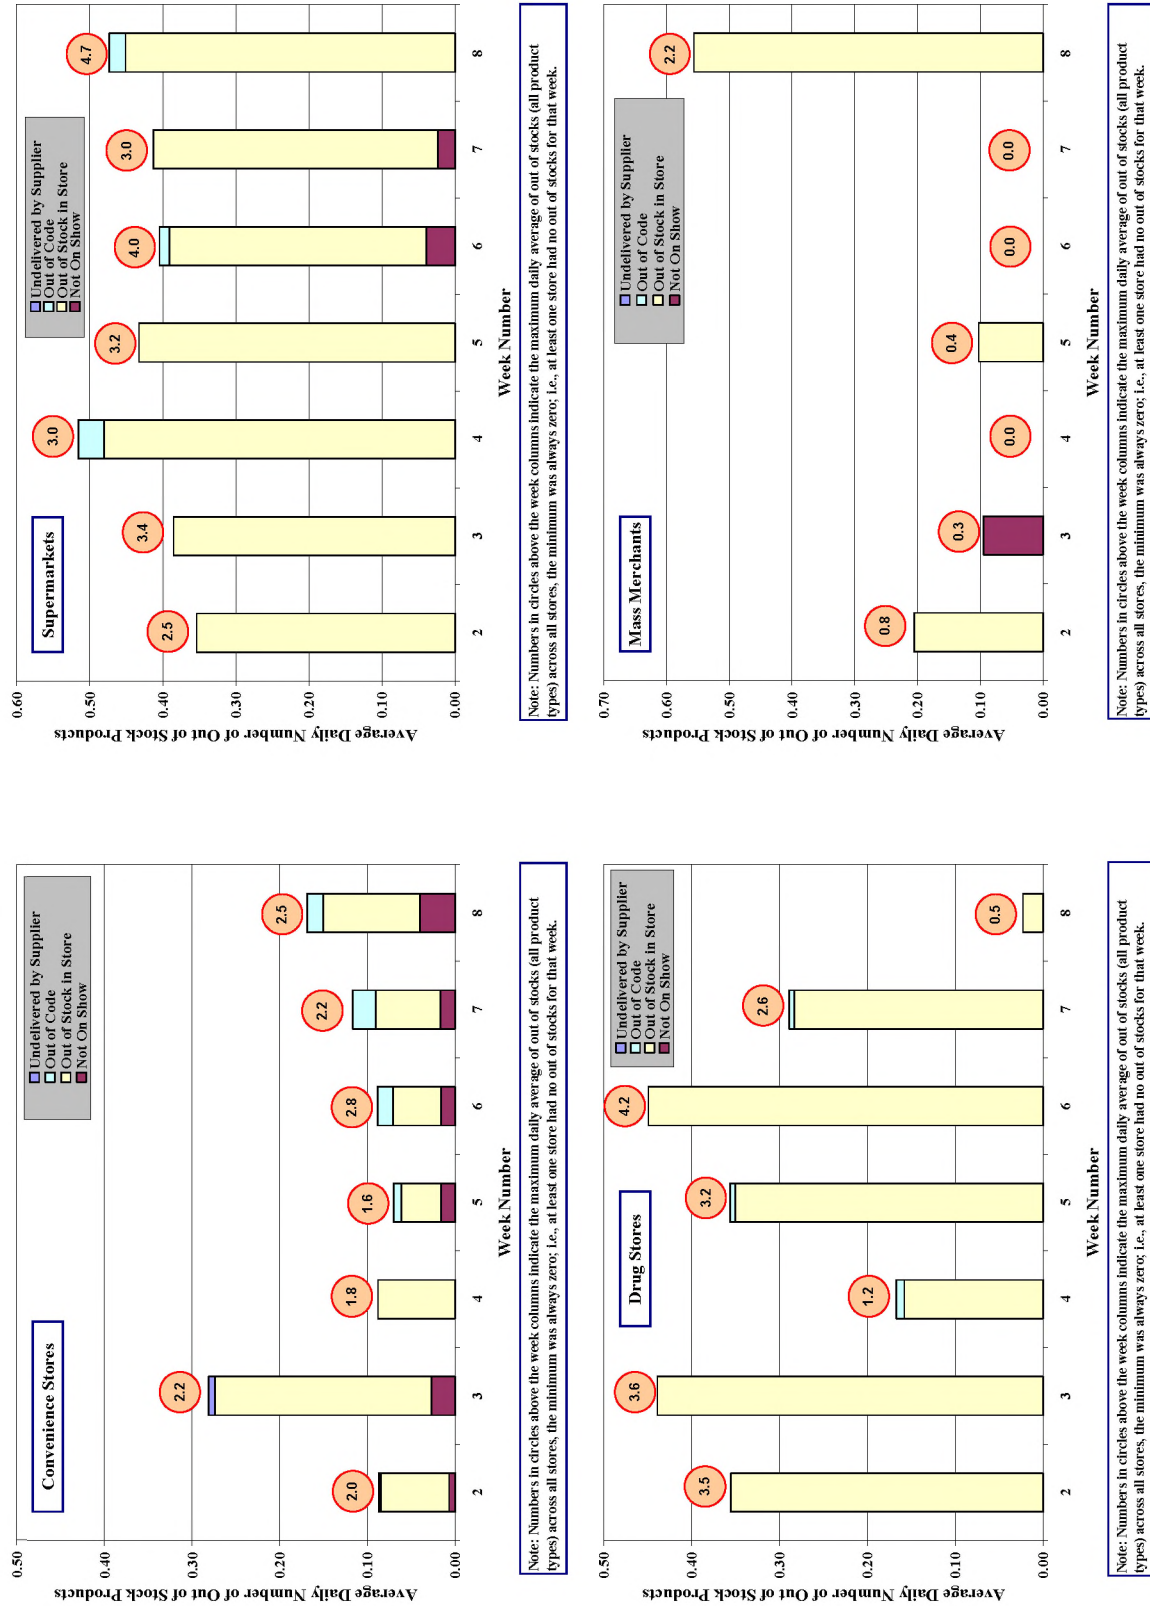 Convenience Stores
Undelivered by Supplier
Out of Code
Out of Stock in Store
Not On Show
Average Daily Number of Out of Stock Products
0.50
0.40
0.30
0.20
0.10
0.00
2.0
2.2
1.8
1.6
2.8
2.2
2.5
2 3 4 5 6 7 8
Week Number
Note: Numbers in circles above the week columns indicate the maximum daily average of out of stocks (all product
types) across all stores, the minimum was always zero; i.e., at least one store had no out of stocks for that week.
Supermarkets
Undelivered by Supplier
Out of Code
Out of Stock in Store
Not On Show
Average Daily Number of Out of Stock Products
0.60
0.50
0.40
0.30
0.20
0.10
0.00
2.5
3.4
3.0
3.2
4.0
3.0
4.7
2 3 4 5 6 7 8
Week Number
Note: Numbers in circles above the week columns indicate the maximum daily average of out of stocks (all product
types) across all stores, the minimum was always zero; i.e., at least one store had no out of stocks for that week.
Drug Stores
Undelivered by Supplier
Out of Code
Out of Stock in Store
Not On Show
Average Daily Number of Out of Stock Products
0.50
0.40
0.30
0.20
0.10
0.00
3.5
3.6
1.2
3.2
4.2
2.6
0.5
2 3 4 5 6 7 8
Week Number
Note: Numbers in circles above the week columns indicate the maximum daily average of out of stocks (all product
types) across all stores, the minimum was always zero; i.e., at least one store had no out of stocks for that week.
Mass Merchants
Undelivered by Supplier
Out of Code
Out of Stock in Store
Not On Show
Average Daily Number of Out of Stock Products
0.70
0.60
0.50
0.40
0.30
0.20
0.10
0.00
0.8
0.3
0.0
0.4
0.0
0.0
2.2
2 3 4 5 6 7 8
Week Number
Note: Numbers in circles above the week columns indicate the maximum daily average of out of stocks (all product
types) across all stores, the minimum was always zero; i.e., at least one store had no out of stocks for that week.